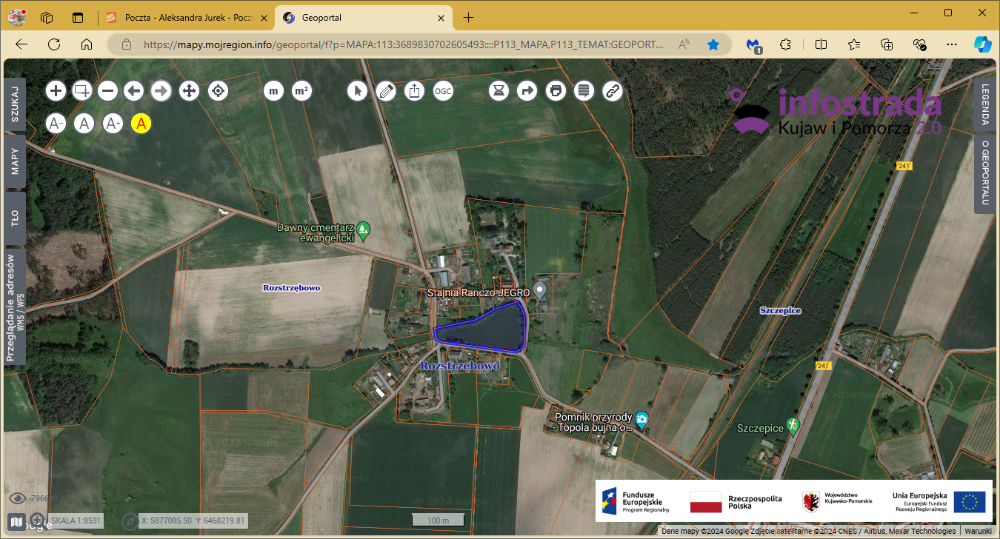 Poczta - Aleksandra Jurek - Poczt
Geoportal
https://mapy.mojregion.info/geoportal/f?p=MAPA:113:3689830702605493::::P113_MAPA,P113_TEMAT:GEOPORT...
1
m
m²
OGC
A-
A
A+
A
SZUKAJ
MAPY
TŁO
Przeglądanie adresów
WMS / WFS
LEGENDA
O GEOPORTALU
infostrada
Kujaw i Pomorza 2.0
241
Dawny cmentarz
ewangelicki
Rozstrzębowo
Stajnia Ranczo JEGRO
Szczepice
Rozstrzębowo
241
Pomnik przyrody
- Topola bujna o...
Szczepice
SKALA 1:8531
X: 5877085.50 Y: 6468219.81
100 m
Fundusze
Europejskie
Program Regionalny
Rzeczpospolita
Polska
Województwo
Kujawsko-Pomorskie
Unia Europejska
Europejski Fundusz
Rozwoju Regionalnego
Dane mapy ©2024 Google Zdjęcie satelitarne ©2024 CNES / Airbus, Maxar Technologies
Warunki